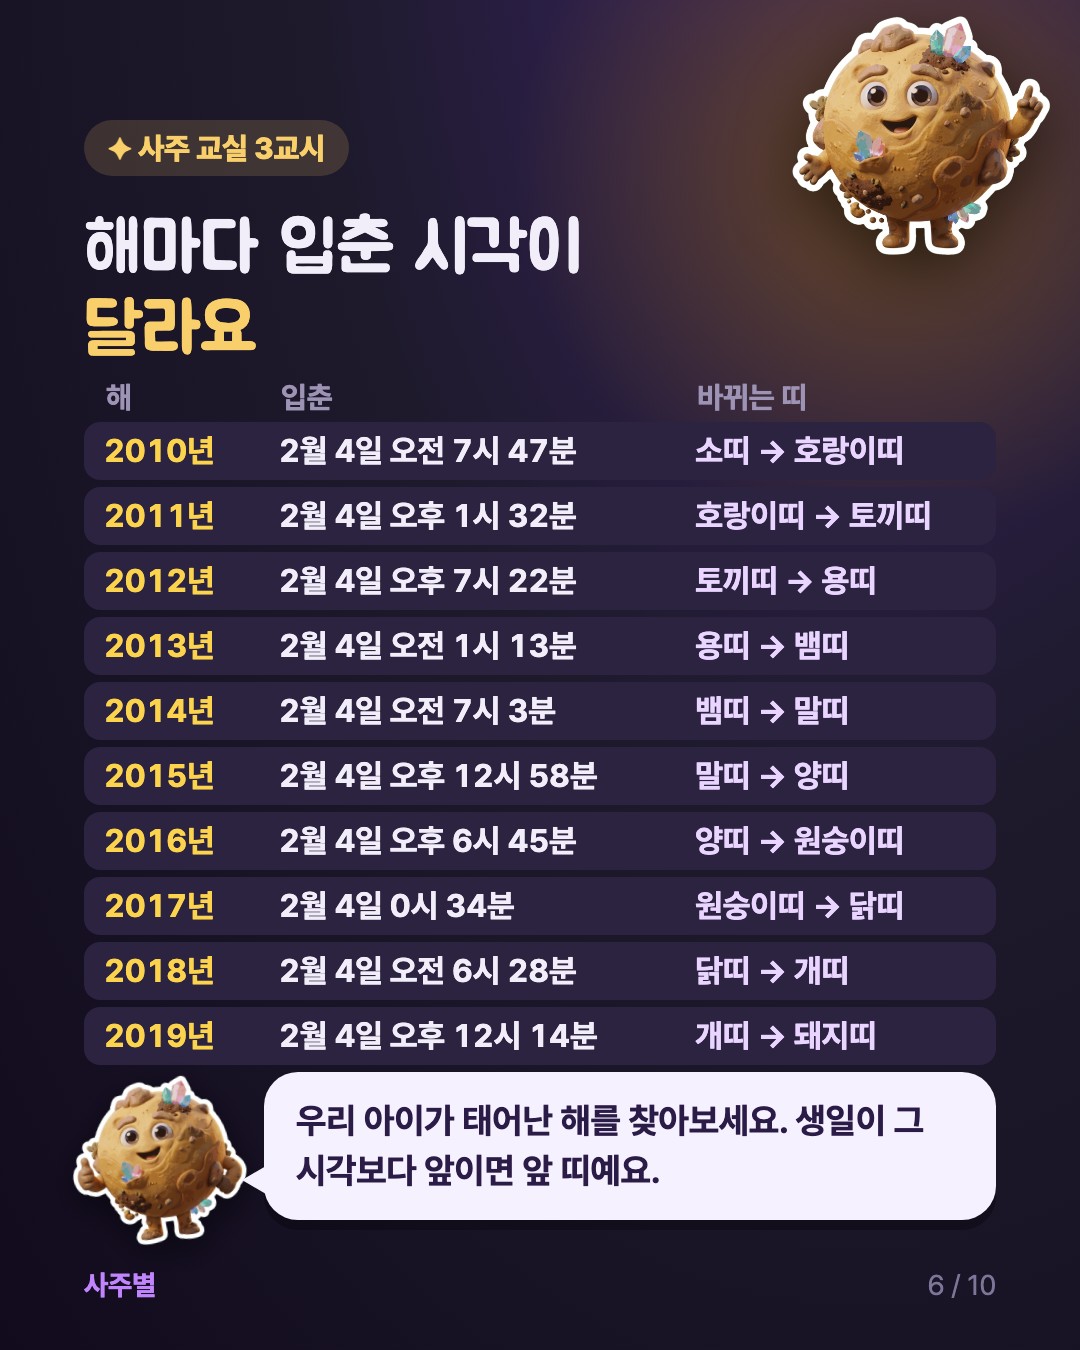 ✦ 사주 교실 3교시
해마다 입춘 시각이
달라요
해 입춘 바뀌는 띠
2010년 2월 4일 오전 7시 47분 소띠 → 호랑이띠
2011년 2월 4일 오후 1시 32분 호랑이띠 → 토끼띠
2012년 2월 4일 오후 7시 22분 토끼띠 → 용띠
2013년 2월 4일 오전 1시 13분 용띠 → 뱀띠
2014년 2월 4일 오전 7시 3분 뱀띠 → 말띠
2015년 2월 4일 오후 12시 58분 말띠 → 양띠
2016년 2월 4일 오후 6시 45분 양띠 → 원숭이띠
2017년 2월 4일 0시 34분 원숭이띠 → 닭띠
2018년 2월 4일 오전 6시 28분 닭띠 → 개띠
2019년 2월 4일 오후 12시 14분 개띠 → 돼지띠
우리 아이가 태어난 해를 찾아보세요. 생일이 그
시각보다 앞이면 앞 띠예요.
사주별 6 / 10